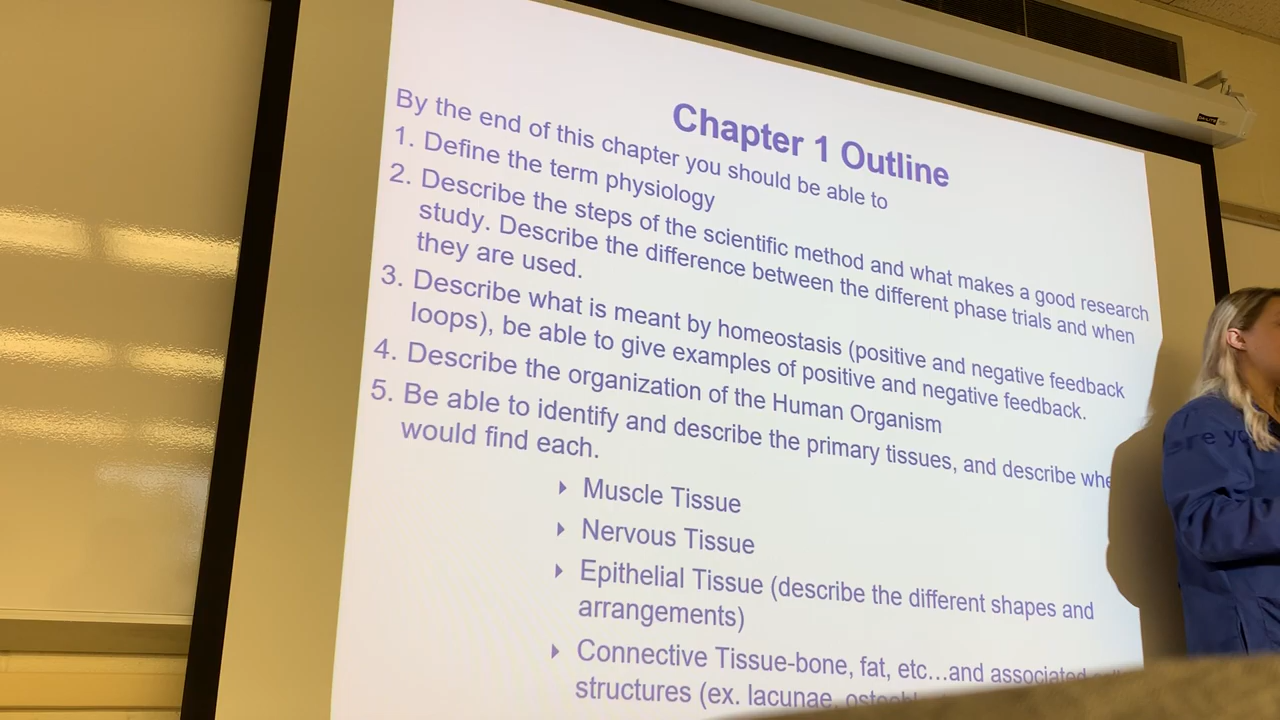 Chapter 1 Outline
By the end of this chapter you should be able to
1. Define the term physiology
2. Describe the steps of the scientific method and what makes a good research
study. Describe the difference between the different phase trials and when
they are used.
3. Describe what is meant by homeostasis (positive and negative feedback
loops), be able to give examples of positive and negative feedback.
4. Describe the organization of the Human Organism
5. Be able to identify and describe the primary tissues, and describe
would find each.
Muscle Tissue
Nervous Tissue
Epithelial Tissue (describe the different shapes and
arrangements)
Connective Tissue-bone, fat, etc...and associated
structures (ex. lacunae,